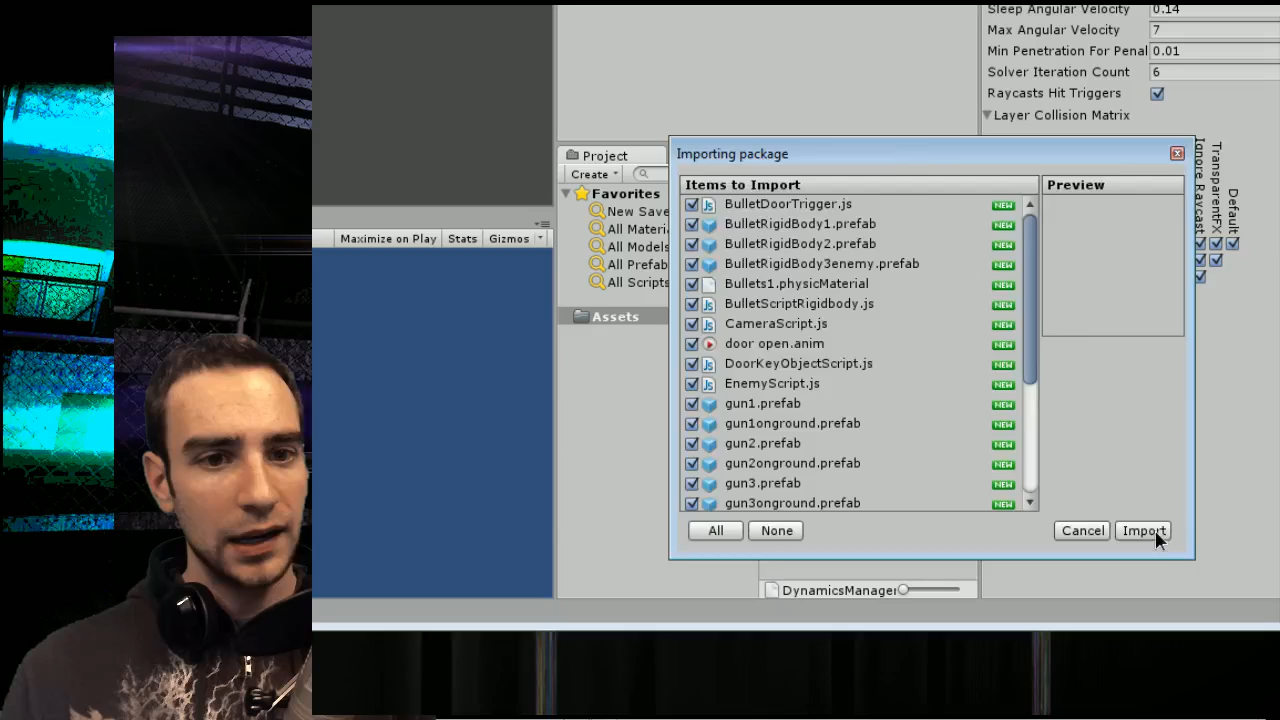 Sleep Angular Velocity 0.14
Max Angular Velocity 7
Min Penetration For Penal 0.01
Solver Iteration Count 6
Raycasts Hit Triggers
Layer Collision Matrix
Ignore Raycast
TransparentFX
Default
Maximize on Play Stats Gizmos
Project
Create
Favorites
New Save
All Materi
All Models
All Prefab
All Scripts
Assets
Importing package
Items to Import
Preview
BulletDoorTrigger.js NEW
BulletRigidBody1.prefab NEW
BulletRigidBody2.prefab NEW
BulletRigidBody3enemy.prefab NEW
Bullets1.physicMaterial NEW
BulletScriptRigidbody.js NEW
CameraScript.js NEW
door open.anim NEW
DoorKeyObjectScript.js NEW
EnemyScript.js NEW
gun1.prefab NEW
gun1onground.prefab NEW
gun2.prefab NEW
gun2onground.prefab NEW
gun3.prefab NEW
gun3onground.prefab NEW
All None Cancel Import
DynamicsManager